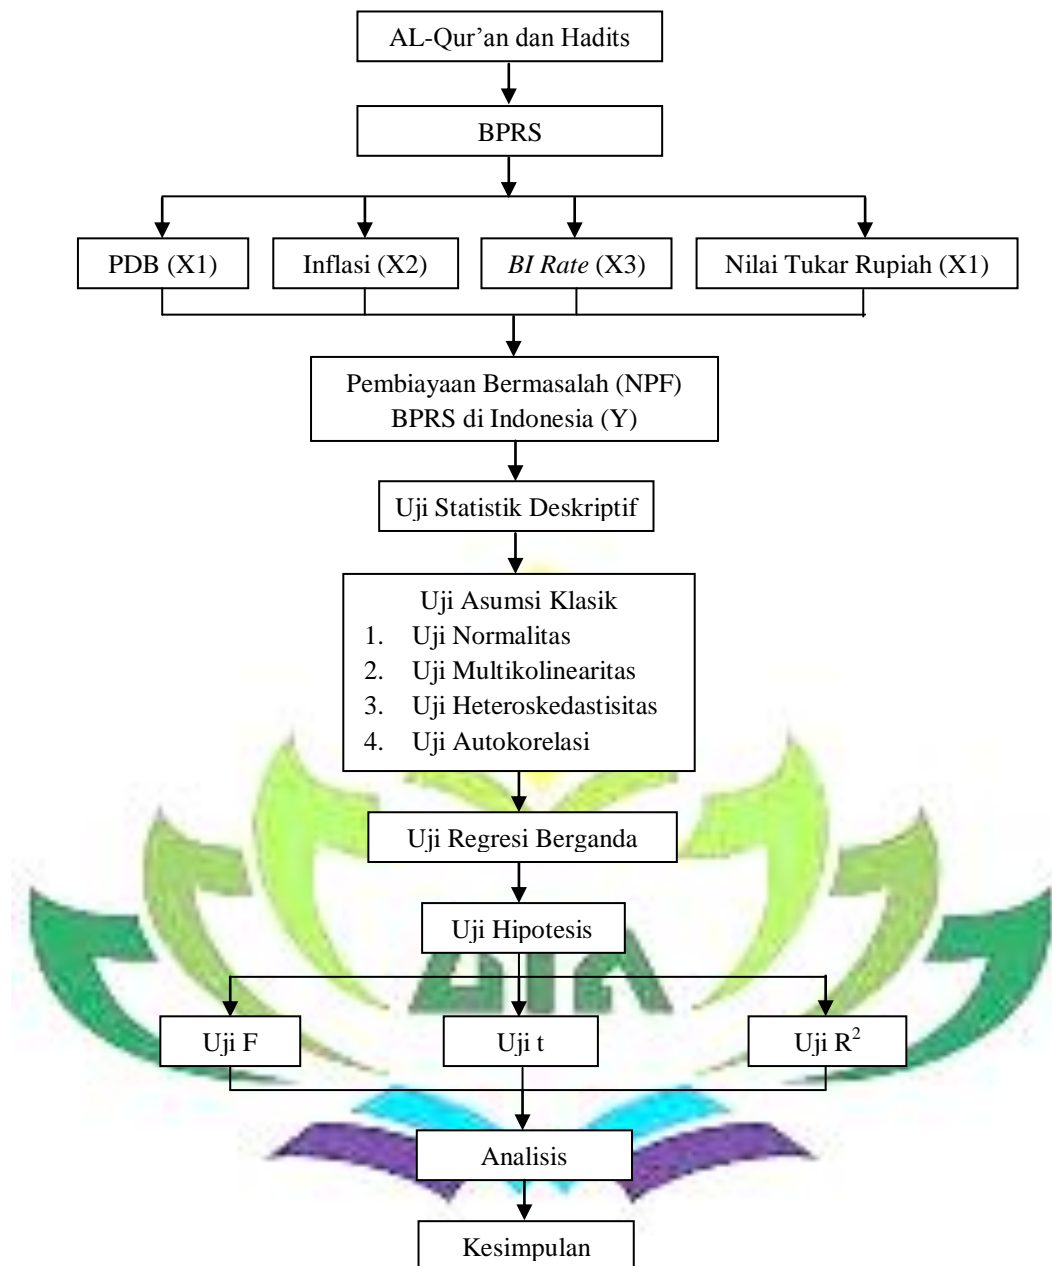 AL-Qur’an dan Hadits
BPRS
PDB (X1)
Inflasi (X2)
BI Rate (X3)
Nilai Tukar Rupiah (X1)
Pembiayaan Bermasalah (NPF)
BPRS di Indonesia (Y)
Uji Statistik Deskriptif
Uji Asumsi Klasik
1. Uji Normalitas
2. Uji Multikolinearitas
3. Uji Heteroskedastisitas
4. Uji Autokorelasi
Uji Regresi Berganda
Uji Hipotesis
Uji F
Uji t
Uji R²
Analisis
Kesimpulan